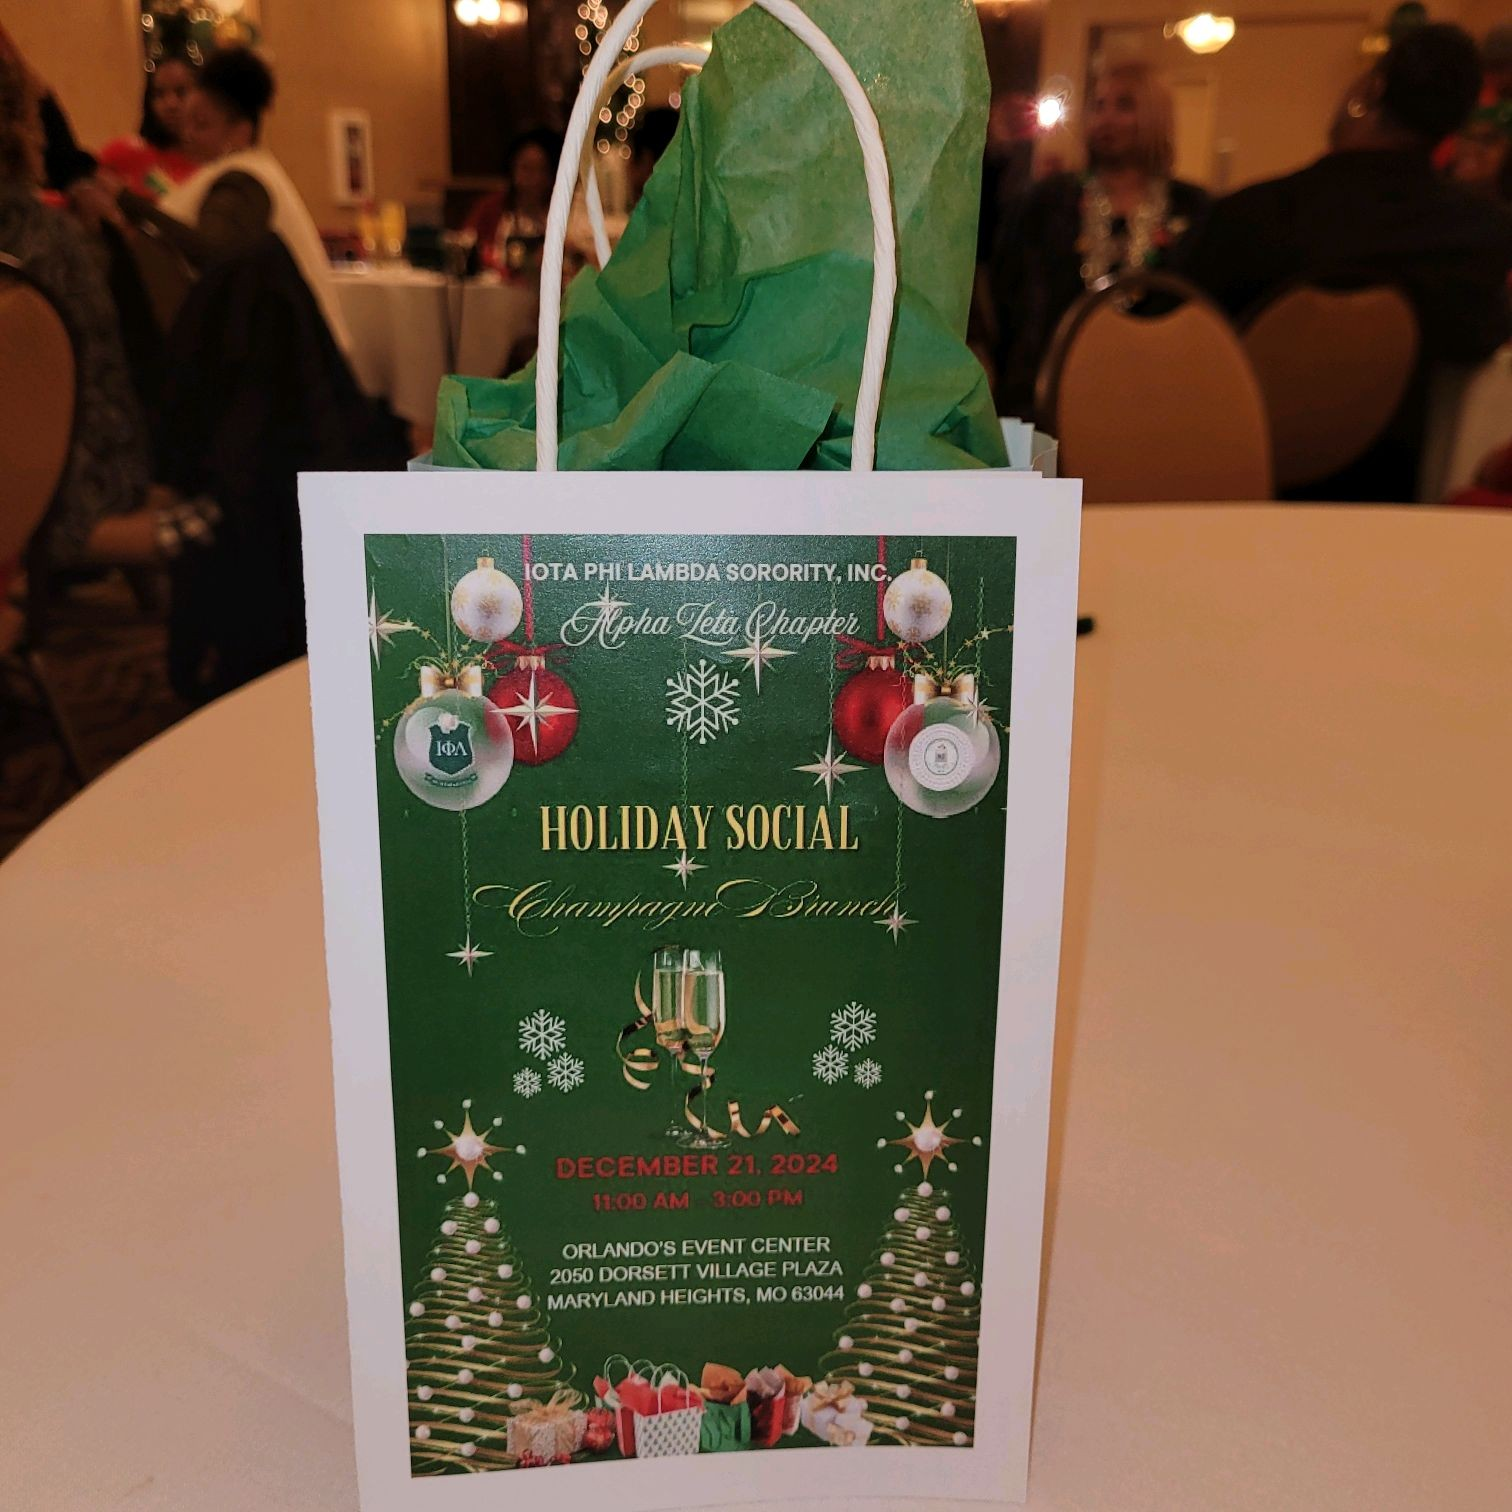 IOTA PHI LAMBDA SORORITY, INC.
Alpha Zeta Chapter
ΙΦΛ
HOLIDAY SOCIAL
Champagne Brunch
DECEMBER 21, 2024
11:00 AM - 3:00 PM
ORLANDO'S EVENT CENTER
2050 DORSETT VILLAGE PLAZA
MARYLAND HEIGHTS, MO 63044